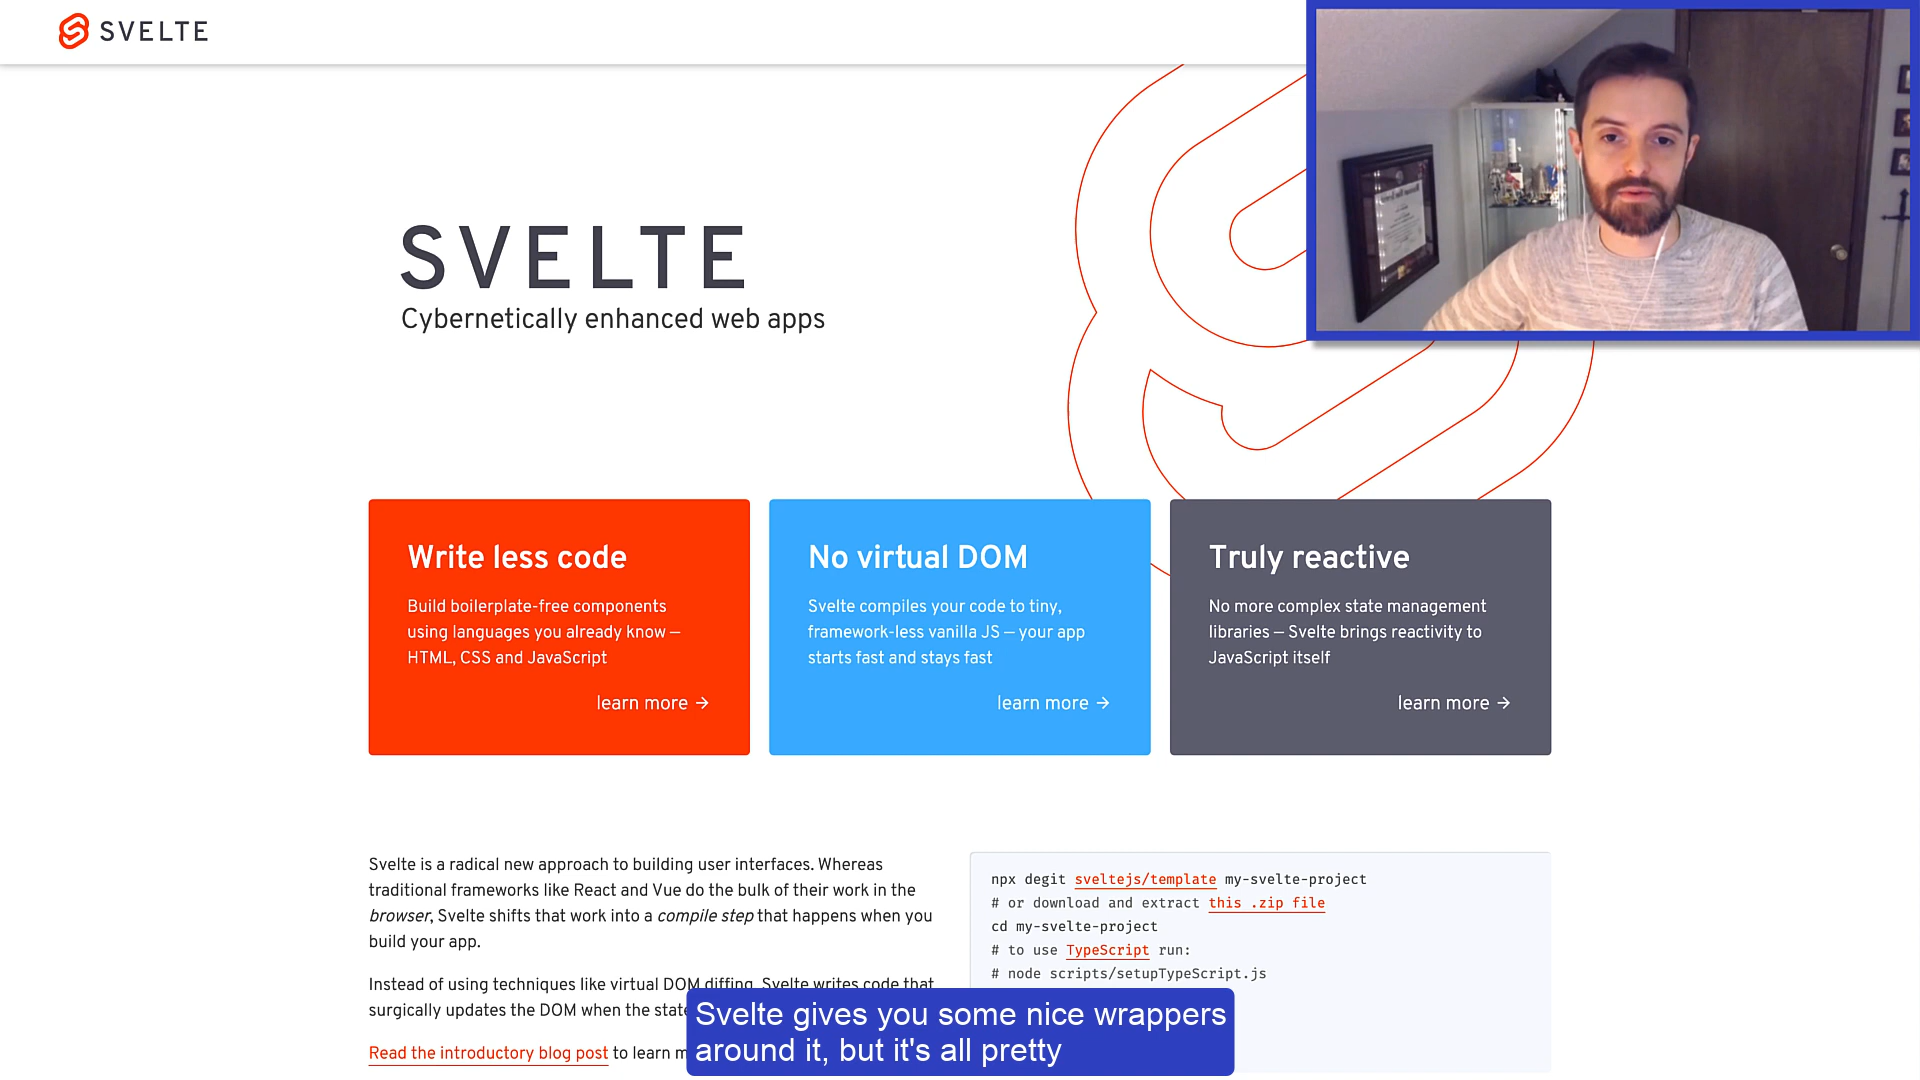 SVELTE
SVELTE
Cybernetically enhanced web apps
Write less code
Build boilerplate-free components
using languages you already know —
HTML, CSS and JavaScript
learn more →
No virtual DOM
Svelte compiles your code to tiny,
framework-less vanilla JS — your app
starts fast and stays fast
learn more →
Truly reactive
No more complex state management
libraries — Svelte brings reactivity to
JavaScript itself
learn more →
Svelte is a radical new approach to building user interfaces. Whereas
traditional frameworks like React and Vue do the bulk of their work in the
browser, Svelte shifts that work into a compile step that happens when you
build your app.
Instead of using techniques like virtual DOM diffing, Svelte writes code that
surgically updates the DOM when the state
Read the introductory blog post to learn m
npx degit sveltejs/template my-svelte-project
# or download and extract this .zip file
cd my-svelte-project
# to use TypeScript run:
# node scripts/setupTypeScript.js
Svelte gives you some nice wrappers
around it, but it's all pretty